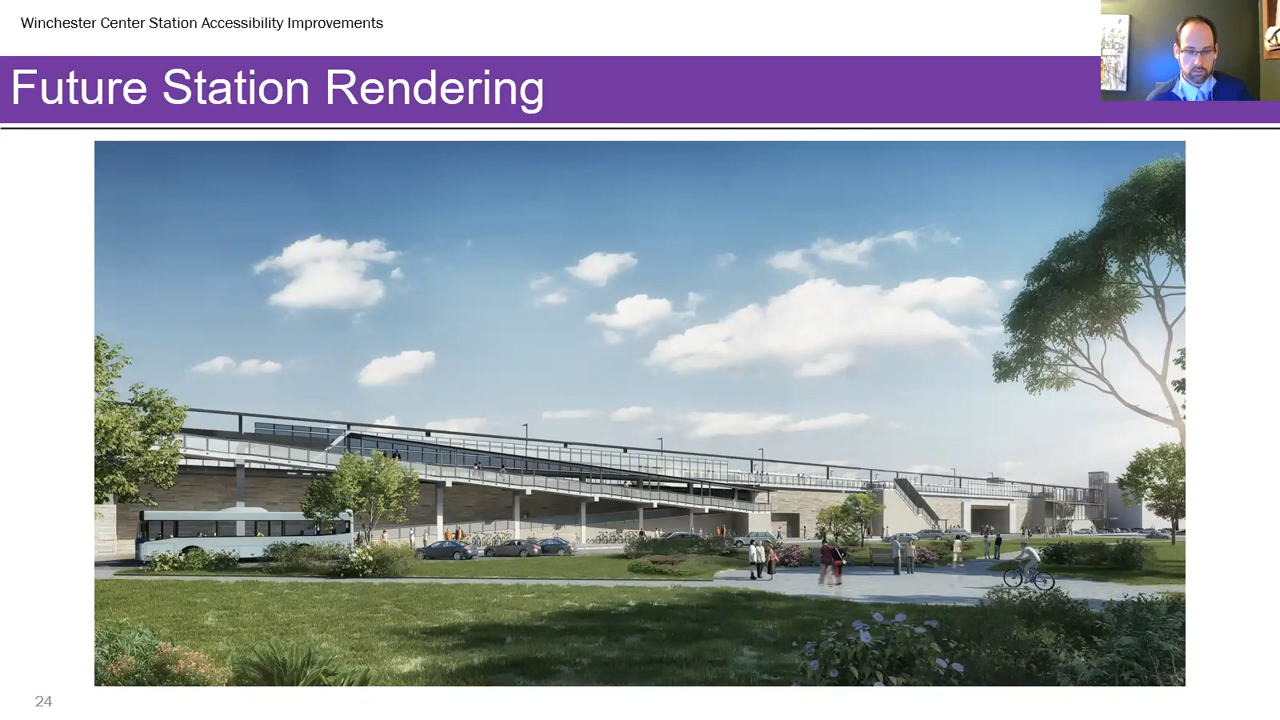 Winchester Center Station Accessibility Improvements
Future Station Rendering
24